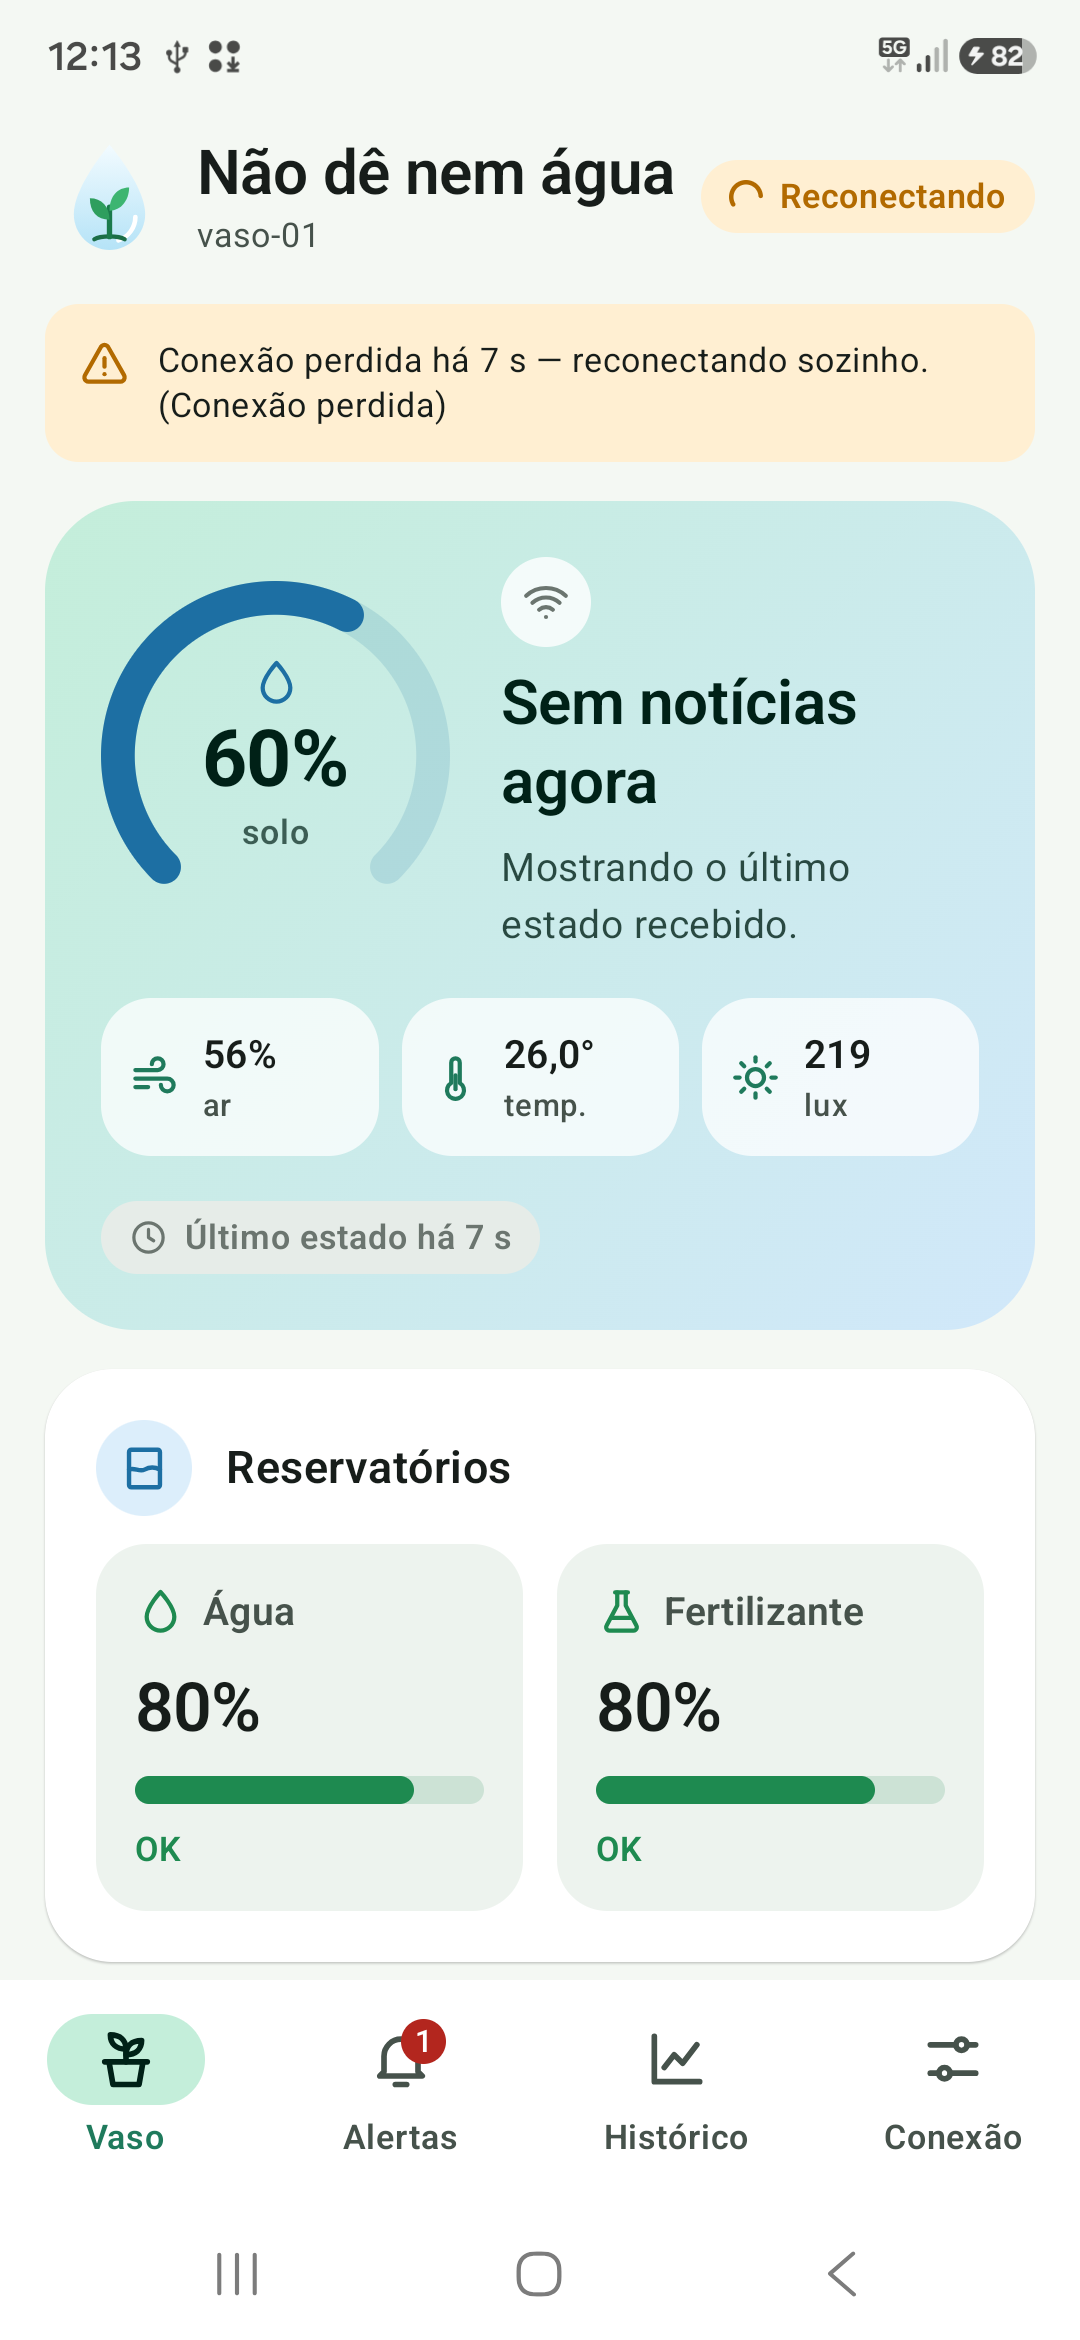 12:13
5G
82
Não dê nem água
vaso-01
Reconectando
Conexão perdida há 7 s — reconectando sozinho.
(Conexão perdida)
60%
solo
Sem notícias
agora
Mostrando o último
estado recebido.
56%
ar
26,0°
temp.
219
lux
Último estado há 7 s
Reservatórios
Água
80%
OK
Fertilizante
80%
OK
Vaso
1
Alertas
Histórico
Conexão